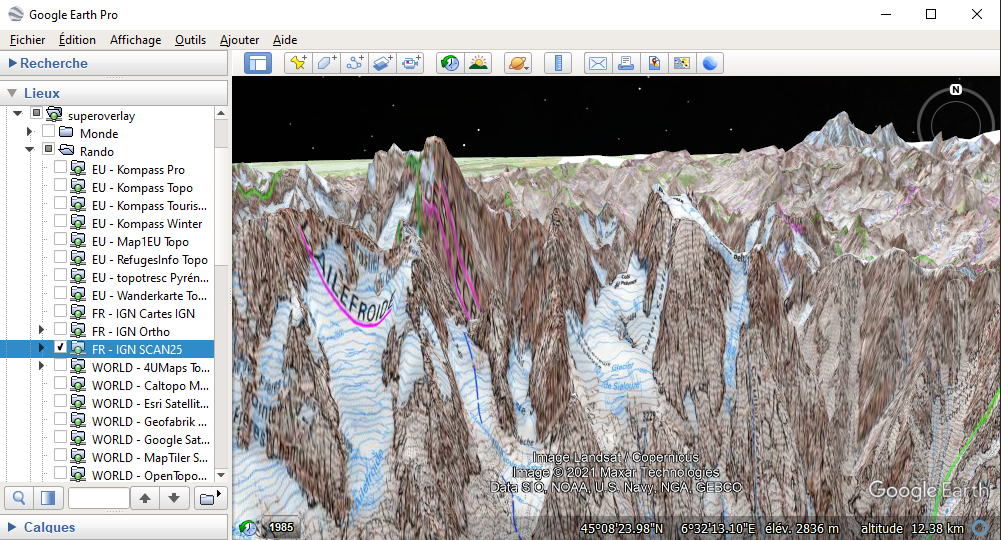 Google Earth Pro
Fichier Édition Affichage Outils Ajouter Aide
Recherche
Lieux
superoverlay
Monde
Rando
EU - Kompass Pro
EU - Kompass Topo
EU - Kompass Touris...
EU - Kompass Winter
EU - Map1EU Topo
EU - RefugesInfo Topo
EU - topotresc Pyrén...
EU - Wanderkarte To...
FR - IGN Cartes IGN
FR - IGN Ortho
FR - IGN SCAN25
WORLD - 4UMaps To...
WORLD - Caltopo M...
WORLD - Esri Satellit...
WORLD - Geofabrik ...
WORLD - Google Sat...
WORLD - MapTiler S...
WORLD - OpenTopo...
Calques
N
AILEFROIDE
Glacier
de Sialouze
Image Landsat / Copernicus
Image © 2021 Maxar Technologies
Data SIO, NOAA, U.S. Navy, NGA, GEBCO
Google Earth
1985
45°08'23.98"N 6°32'13.10"E élév. 2836 m altitude 12.38 km